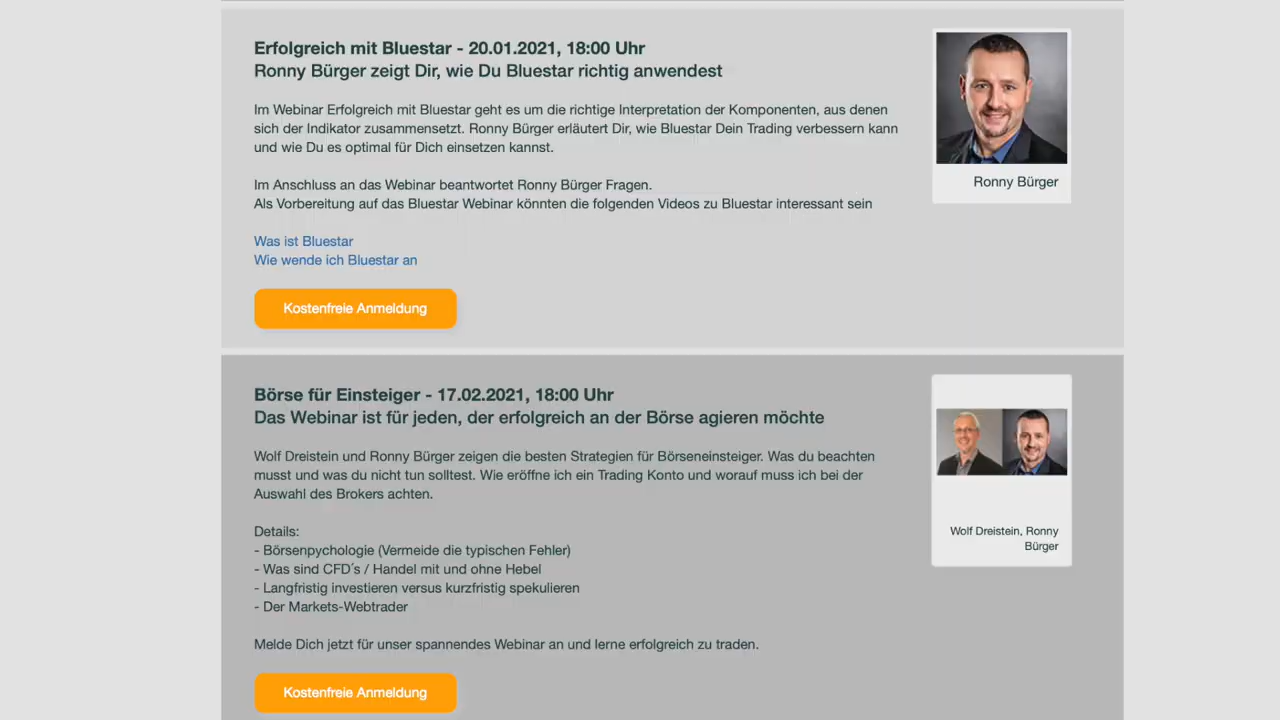 Erfolgreich mit Bluestar - 20.01.2021, 18:00 Uhr
Ronny Bürger zeigt Dir, wie Du Bluestar richtig anwendest
Im Webinar Erfolgreich mit Bluestar geht es um die richtige Interpretation der Komponenten, aus denen
sich der Indikator zusammensetzt. Ronny Bürger erläutert Dir, wie Bluestar Dein Trading verbessern kann
und wie Du es optimal für Dich einsetzen kannst.
Im Anschluss an das Webinar beantwortet Ronny Bürger Fragen.
Als Vorbereitung auf das Bluestar Webinar könnten die folgenden Videos zu Bluestar interessant sein
Was ist Bluestar
Wie wende ich Bluestar an
Kostenfreie Anmeldung
Ronny Bürger
Börse für Einsteiger - 17.02.2021, 18:00 Uhr
Das Webinar ist für jeden, der erfolgreich an der Börse agieren möchte
Wolf Dreistein und Ronny Bürger zeigen die besten Strategien für Börseneinsteiger. Was du beachten
musst und was du nicht tun solltest. Wie eröffne ich ein Trading Konto und worauf muss ich bei der
Auswahl des Brokers achten.
Details:
- Börsenpychologie (Vermeide die typischen Fehler)
- Was sind CFD´s / Handel mit und ohne Hebel
- Langfristig investieren versus kurzfristig spekulieren
- Der Markets-Webtrader
Melde Dich jetzt für unser spannendes Webinar an und lerne erfolgreich zu traden.
Kostenfreie Anmeldung
Wolf Dreistein, Ronny
Bürger